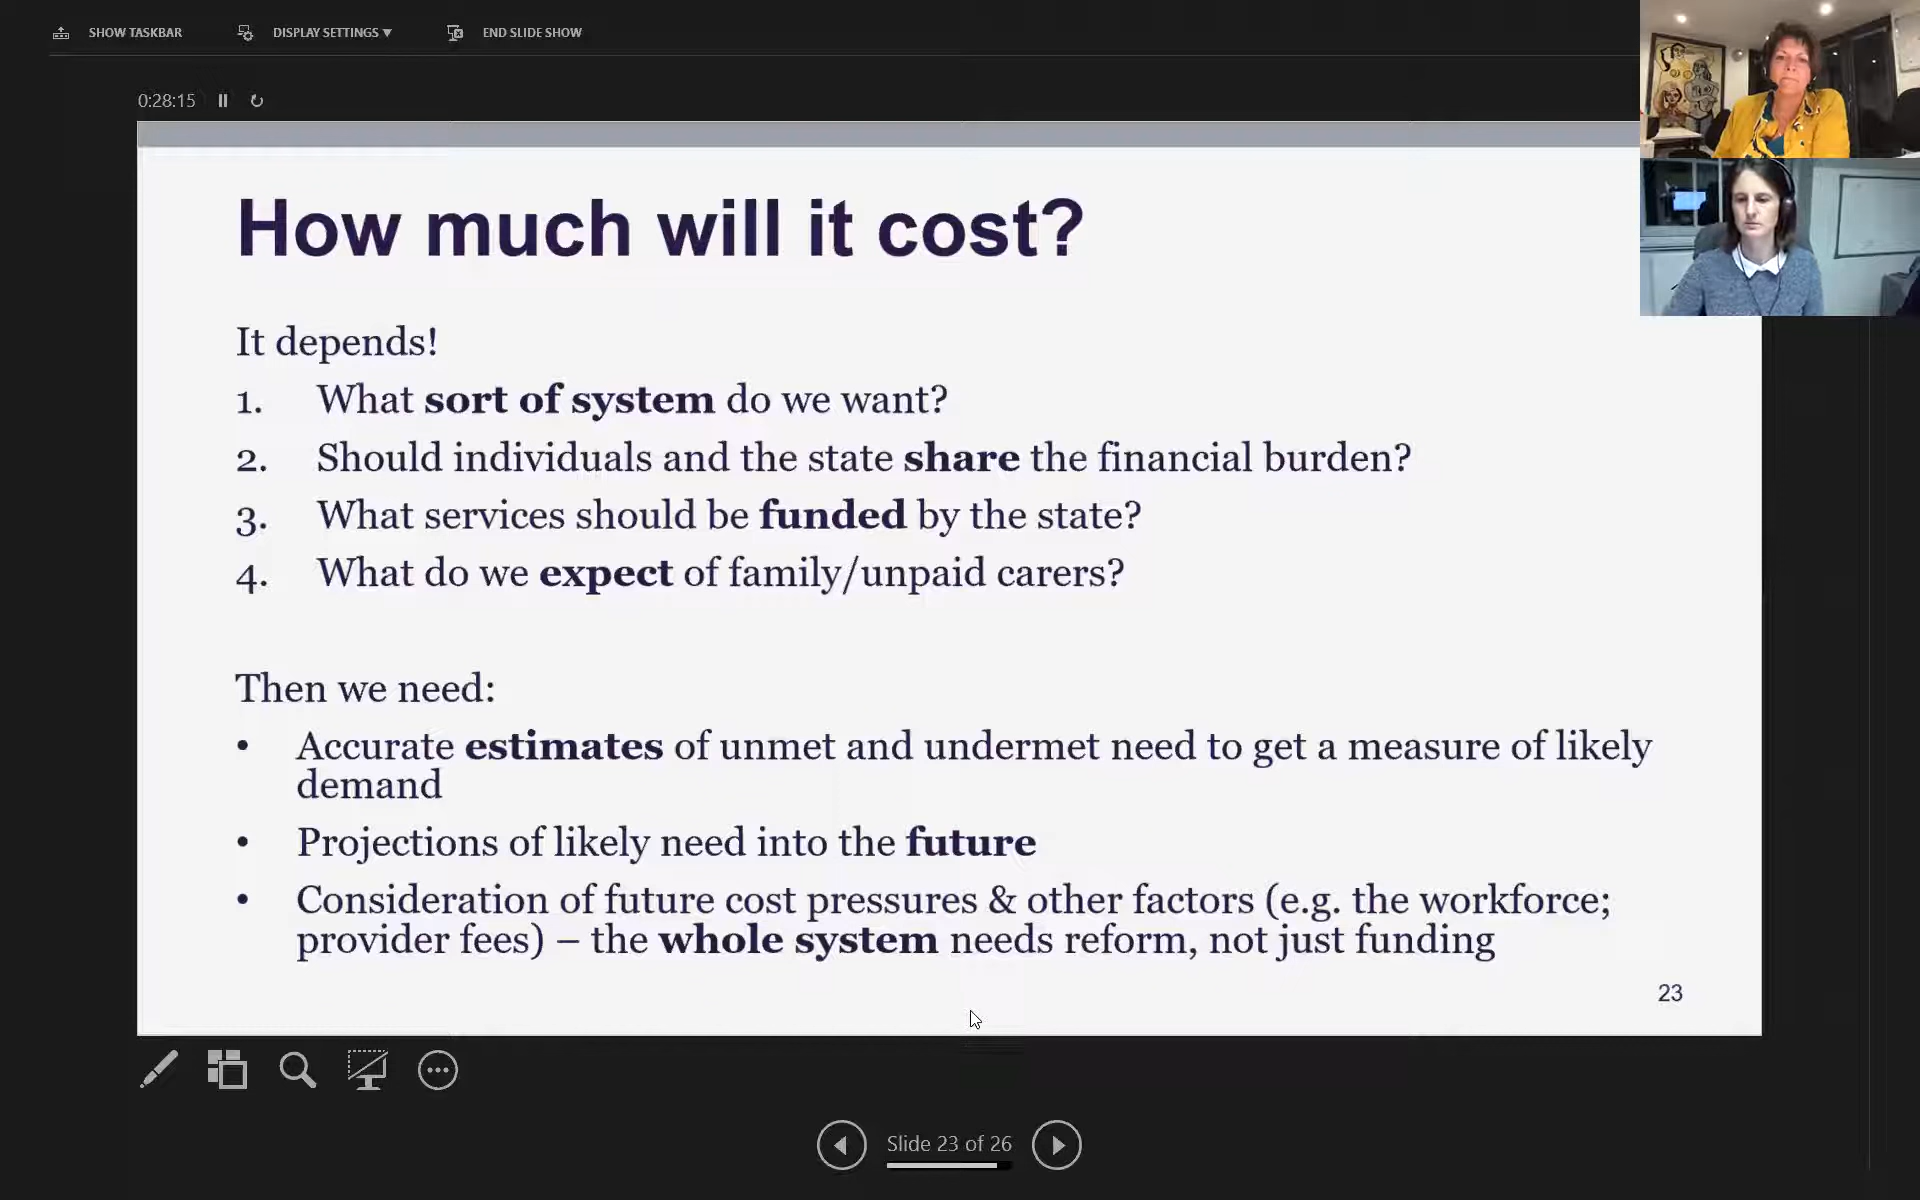 SHOW TASKBAR DISPLAY SETTINGS ▼ END SLIDE SHOW
0:28:15
How much will it cost?
It depends!
1. What sort of system do we want?
2. Should individuals and the state share the financial burden?
3. What services should be funded by the state?
4. What do we expect of family/unpaid carers?
Then we need:
• Accurate estimates of unmet and undermet need to get a measure of likely
demand
• Projections of likely need into the future
• Consideration of future cost pressures & other factors (e.g. the workforce;
provider fees) – the whole system needs reform, not just funding
23
Slide 23 of 26